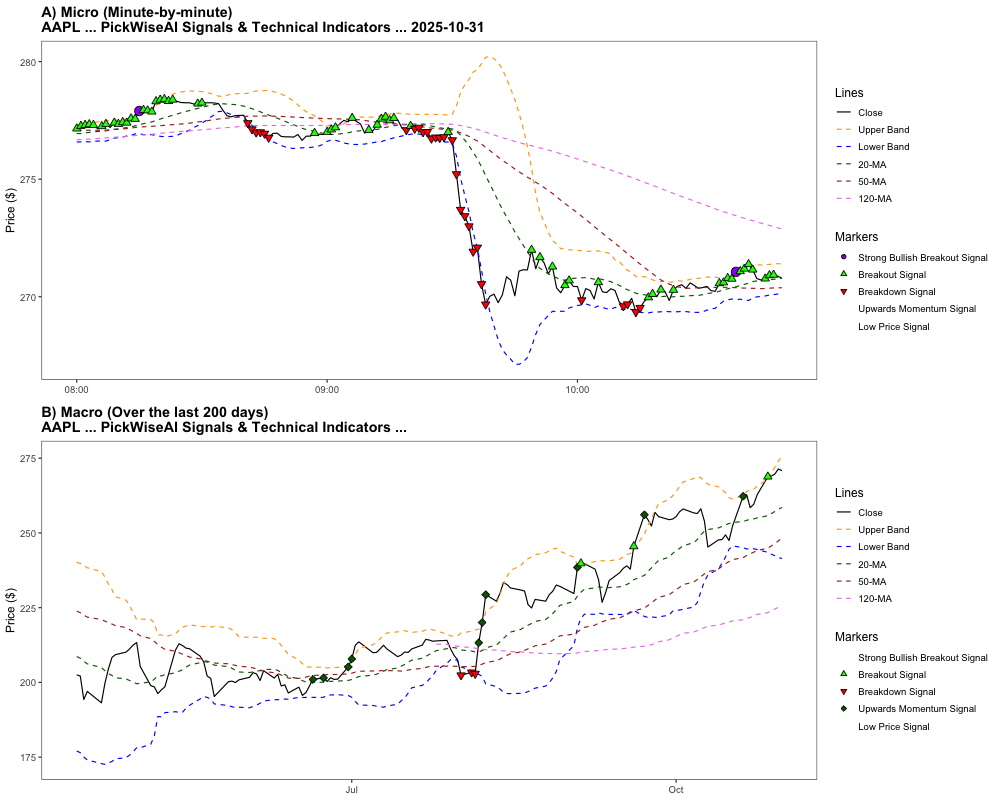 A) Micro (Minute-by-minute)
AAPL ... PickWiseAI Signals & Technical Indicators ... 2025-10-31
280
275
270
Price ($)
08:00
09:00
10:00
Lines
Close
Upper Band
Lower Band
20-MA
50-MA
120-MA
Markers
Strong Bullish Breakout Signal
Breakout Signal
Breakdown Signal
Upwards Momentum Signal
Low Price Signal
B) Macro (Over the last 200 days)
AAPL ... PickWiseAI Signals & Technical Indicators ...
275
250
225
200
175
Price ($)
Jul
Oct
Lines
Close
Upper Band
Lower Band
20-MA
50-MA
120-MA
Markers
Strong Bullish Breakout Signal
Breakout Signal
Breakdown Signal
Upwards Momentum Signal
Low Price Signal